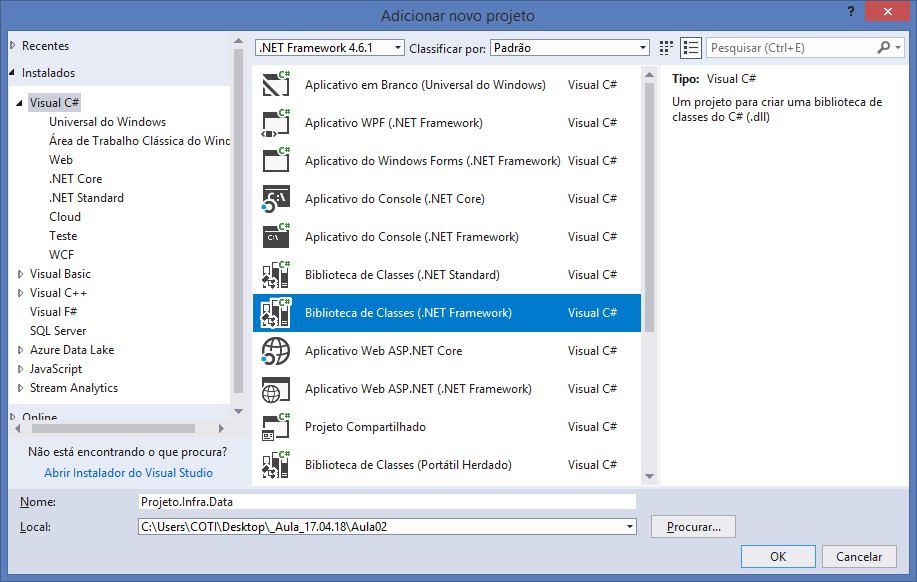 Adicionar novo projeto
?
Recentes
Instalados
Visual C#
Universal do Windows
Área de Trabalho Clássica do Wind
Web
.NET Core
.NET Standard
Cloud
Teste
WCF
Visual Basic
Visual C++
Visual F#
SQL Server
Azure Data Lake
JavaScript
Stream Analytics
Online
Não está encontrando o que procura?
Abrir Instalador do Visual Studio
.NET Framework 4.6.1 Classificar por: Padrão
Pesquisar (Ctrl+E)
Aplicativo em Branco (Universal do Windows) Visual C#
Aplicativo WPF (.NET Framework) Visual C#
Aplicativo do Windows Forms (.NET Framework) Visual C#
Aplicativo do Console (.NET Core) Visual C#
Aplicativo do Console (.NET Framework) Visual C#
Biblioteca de Classes (.NET Standard) Visual C#
Biblioteca de Classes (.NET Framework) Visual C#
Aplicativo Web ASP.NET Core Visual C#
Aplicativo Web ASP.NET (.NET Framework) Visual C#
Projeto Compartilhado Visual C#
Biblioteca de Classes (Portátil Herdado) Visual C#
Tipo: Visual C#
Um projeto para criar uma biblioteca de
classes do C# (.dll)
Nome: Projeto.Infra.Data
Local: C:\Users\COTI\Desktop\_Aula_17.04.18\Aula02
Procurar...
OK Cancelar